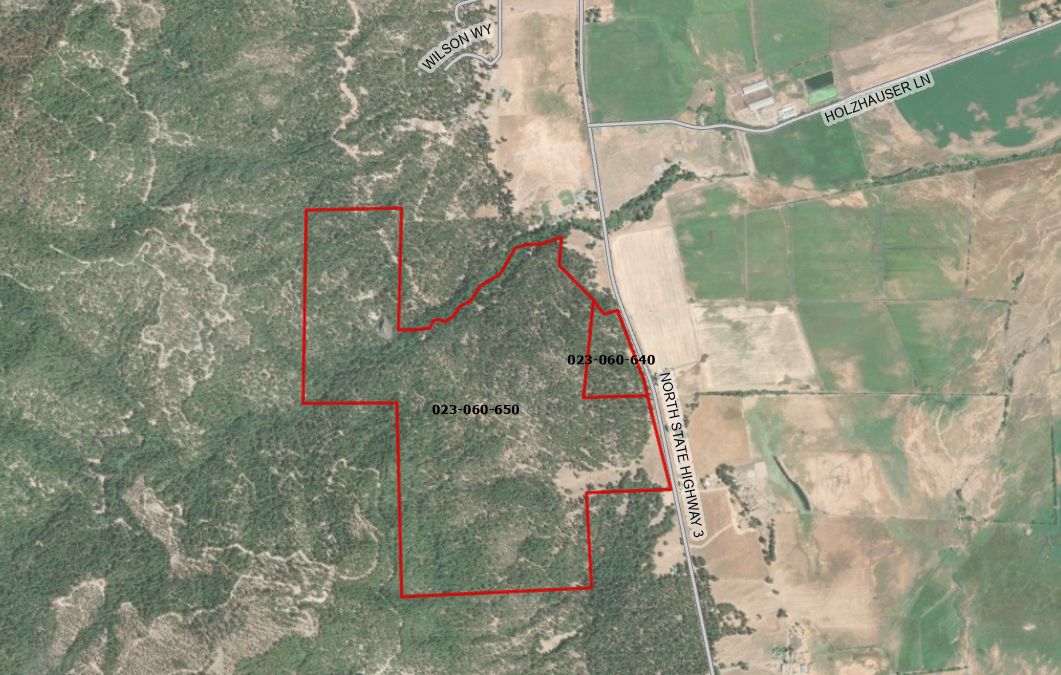 WILSON WY
HOLZHAUSER LN
023-060-640
NORTH STATE HIGHWAY 3
023-060-650